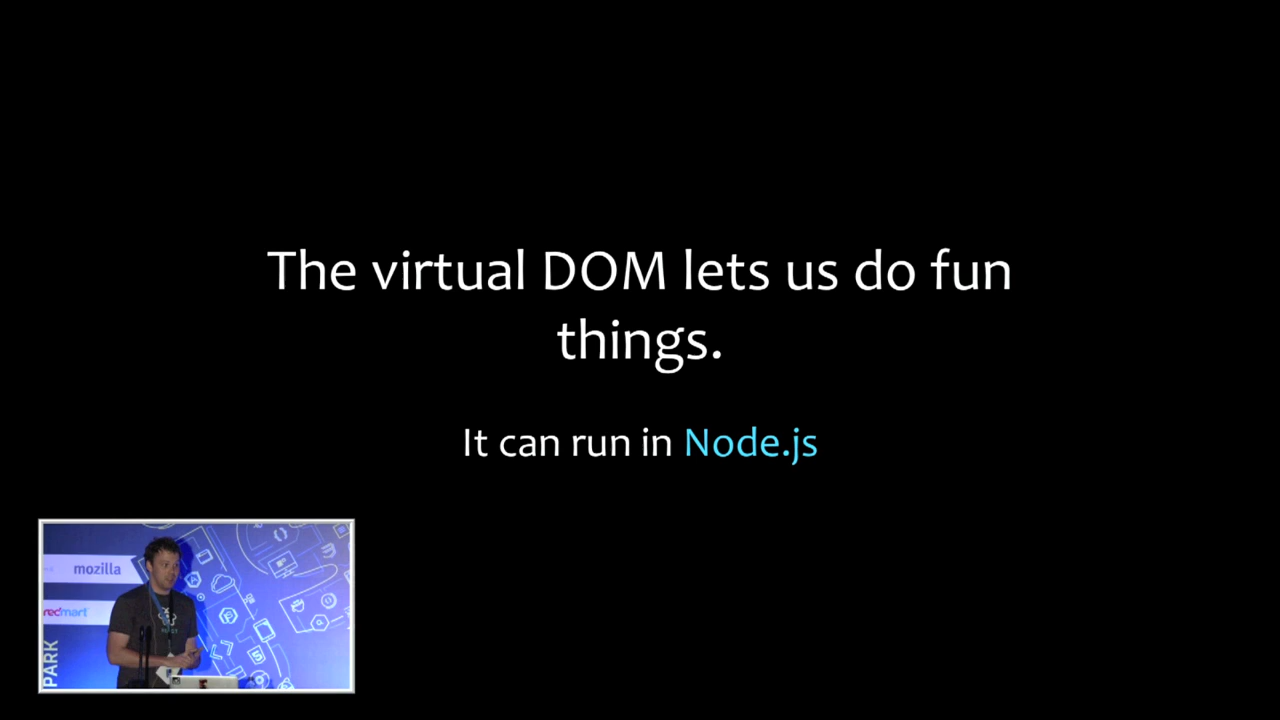 The virtual DOM lets us do fun
things.
It can run in Node.js
mozilla
redmart
PARK